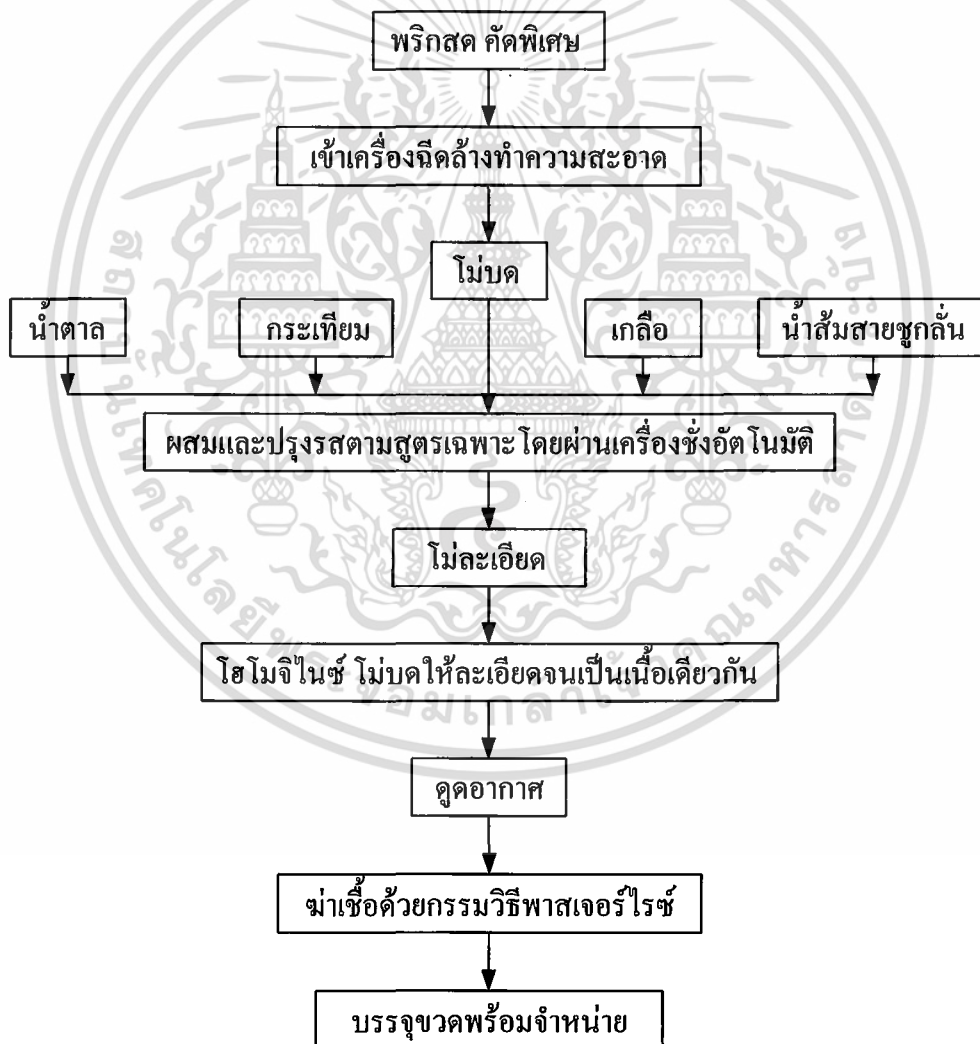 พริกสด คัดพิเศษ
เข้าเครื่องฉีดล้างทำความสะอาด
โม่บด
น้ำตาล
กระเทียม
เกลือ
น้ำส้มสายชูกลั่น
ผสมและปรุงรสตามสูตรเฉพาะโดยผ่านเครื่องชั่งอัตโนมัติ
โม่ละเอียด
โฮโมจิไนซ์ โม่บดให้ละเอียดจนเป็นเนื้อเดียวกัน
ดูดอากาศ
ฆ่าเชื้อด้วยกรรมวิธีพาสเจอร์ไรซ์
บรรจุขวดพร้อมจำหน่าย